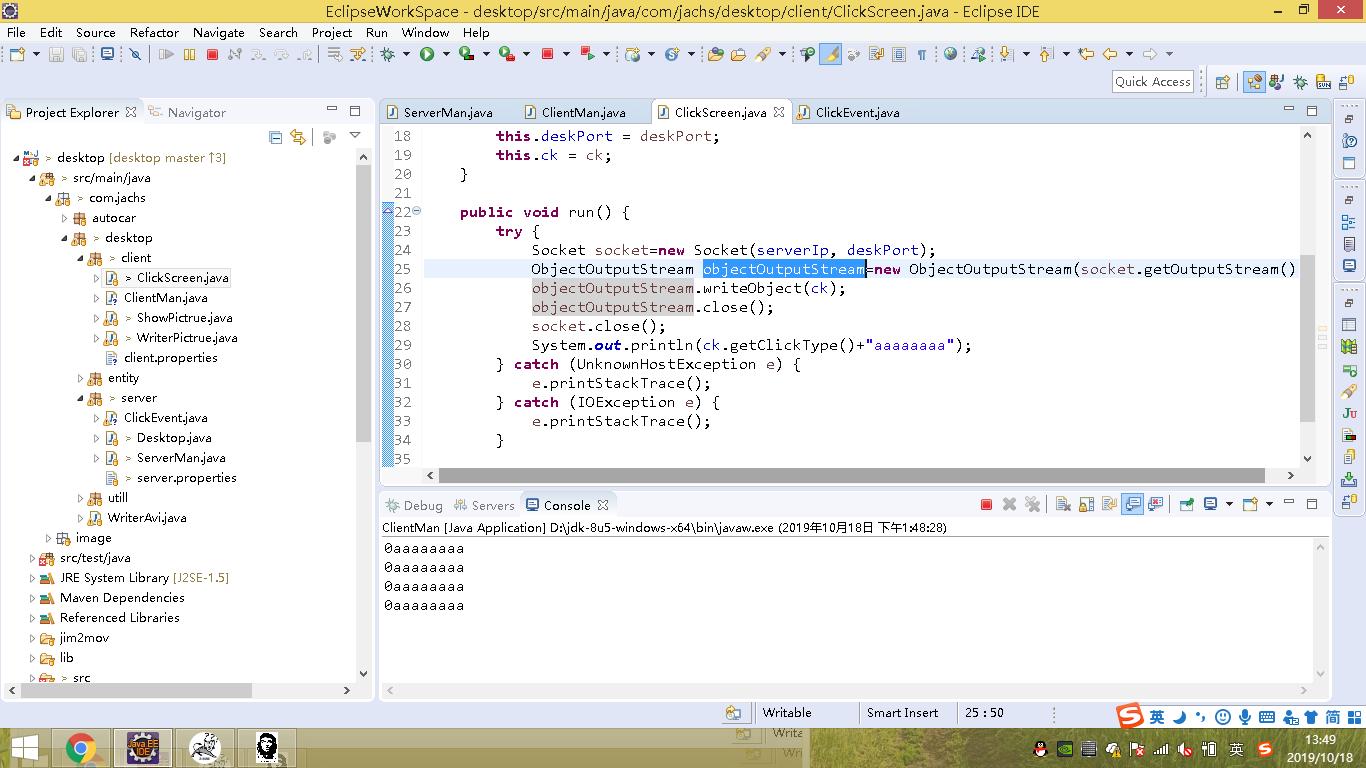 EclipseWorkSpace - desktop/src/main/java/com/jachs/desktop/client/ClickScreen.java - Eclipse IDE
File Edit Source Refactor Navigate Search Project Run Window Help
Quick Access
Project Explorer Navigator
> desktop [desktop master ↑3]
> src/main/java
> com.jachs
autocar
> desktop
> client
> ClickScreen.java
ClientMan.java
> ShowPictrue.java
> WriterPictrue.java
client.properties
entity
> server
ClickEvent.java
> Desktop.java
> ServerMan.java
> server.properties
utill
WriterAvi.java
image
src/test/java
JRE System Library [J2SE-1.5]
Maven Dependencies
Referenced Libraries
jim2mov
lib
> src
ServerMan.java ClientMan.java ClickScreen.java ClickEvent.java
18 this.deskPort = deskPort;
19 this.ck = ck;
20 }
21
22 public void run() {
23 try {
24 Socket socket=new Socket(serverIp, deskPort);
25 ObjectOutputStream objectOutputStream=new ObjectOutputStream(socket.getOutputStream()
26 objectOutputStream.writeObject(ck);
27 objectOutputStream.close();
28 socket.close();
29 System.out.println(ck.getClickType()+"aaaaaaaa");
30 } catch (UnknownHostException e) {
31 e.printStackTrace();
32 } catch (IOException e) {
33 e.printStackTrace();
34 }
35
Debug Servers Console
ClientMan [Java Application] D:\jdk-8u5-windows-x64\bin\javaw.exe (2019年10月18日 下午1:48:28)
0aaaaaaaa
0aaaaaaaa
0aaaaaaaa
0aaaaaaaa
Writable Smart Insert 25 : 50
英 简
Writa
Java EE IDE
英
13:49
2019/10/18